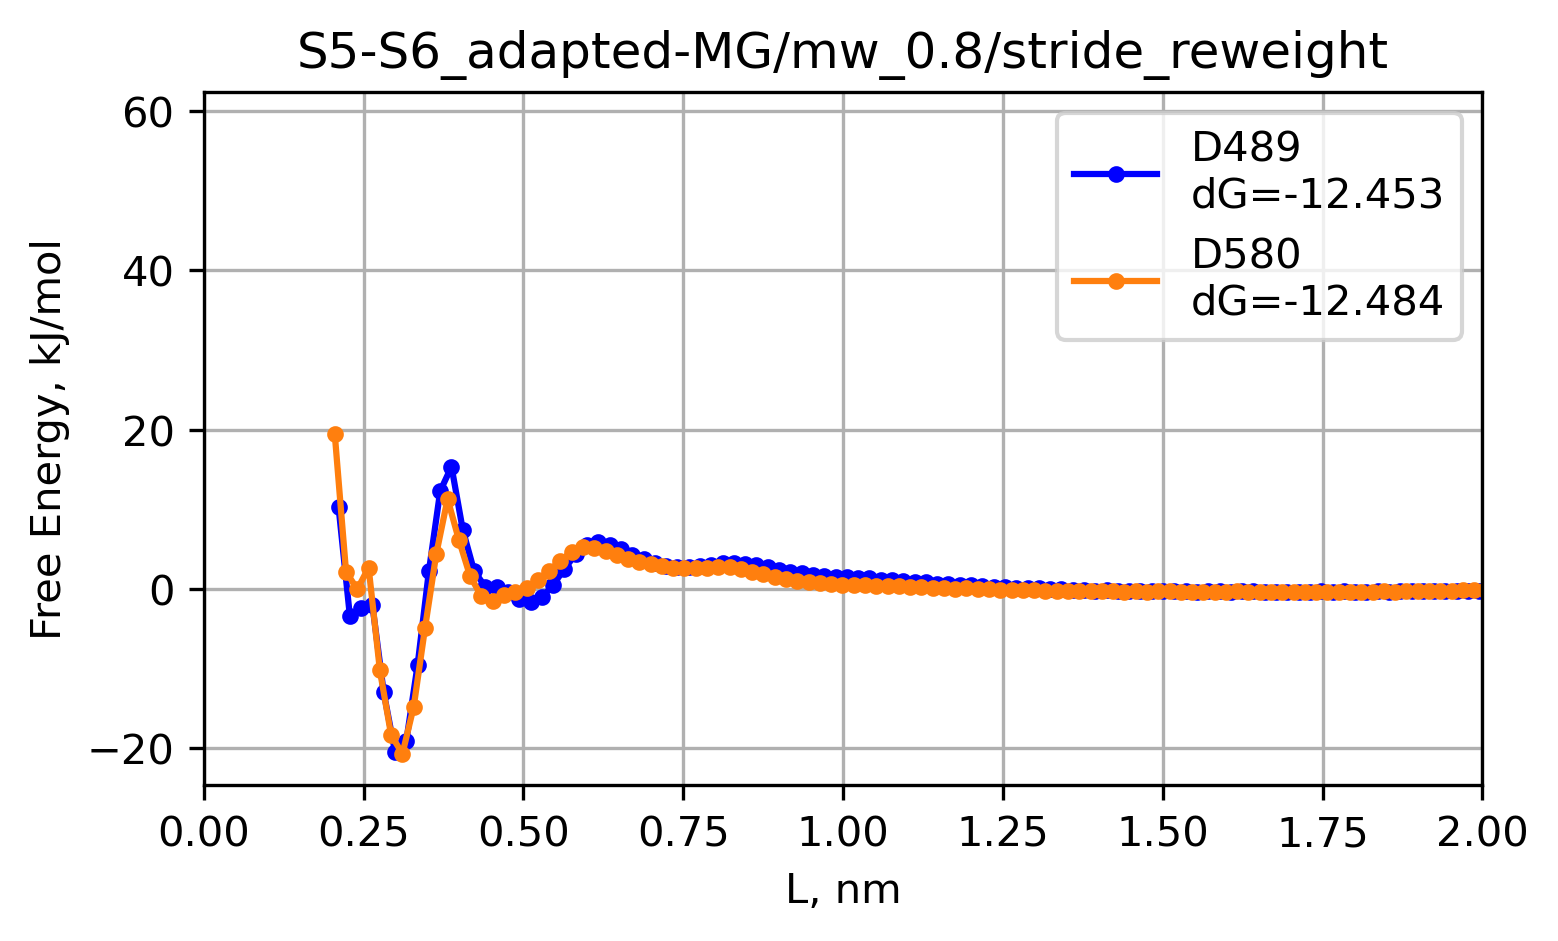 S5-S6_adapted-MG/mw_0.8/stride_reweight
60
40
20
0
−20
Free Energy, kJ/mol
D489
dG=-12.453
D580
dG=-12.484
0.00 0.25 0.50 0.75 1.00 1.25 1.50 1.75 2.00
L, nm